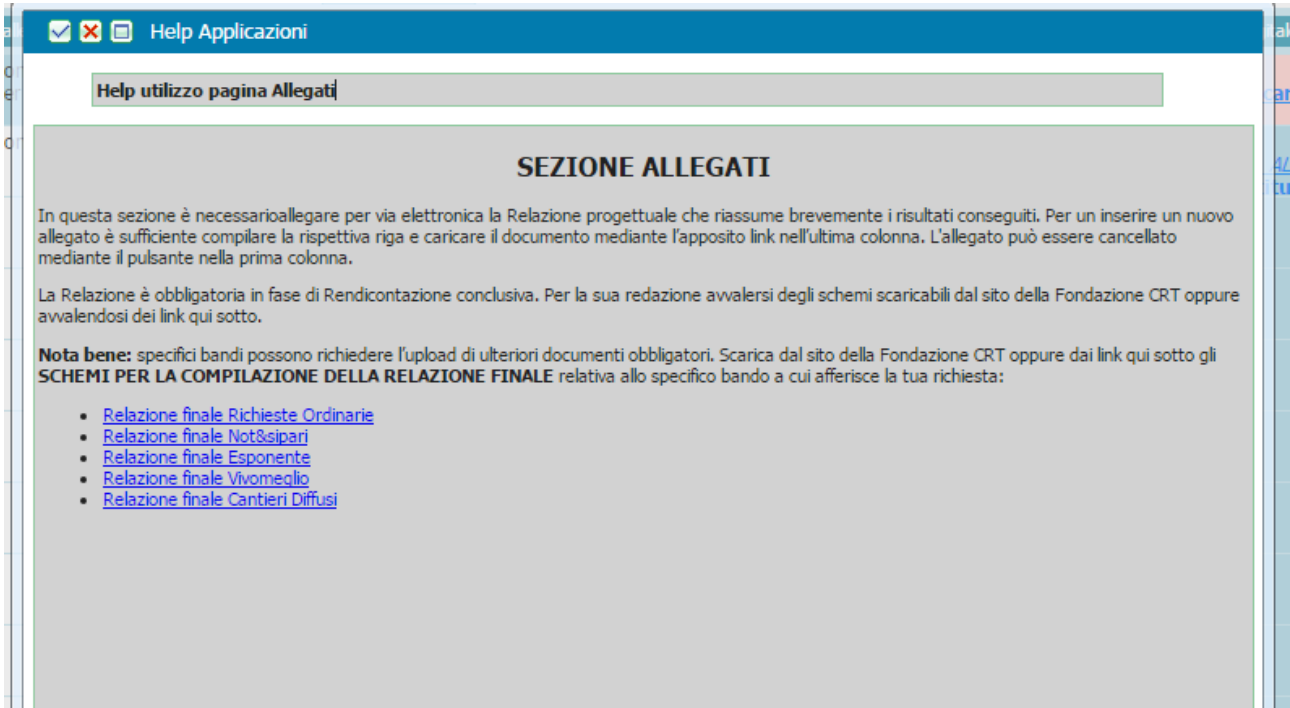 Help Applicazioni
Help utilizzo pagina Allegati
SEZIONE ALLEGATI
In questa sezione è necessarioallegare per via elettronica la Relazione progettuale che riassume brevemente i risultati conseguiti. Per un inserire un nuovo
allegato è sufficiente compilare la rispettiva riga e caricare il documento mediante l'apposito link nell'ultima colonna. L'allegato può essere cancellato
mediante il pulsante nella prima colonna.
La Relazione è obbligatoria in fase di Rendicontazione conclusiva. Per la sua redazione avvalersi degli schemi scaricabili dal sito della Fondazione CRT oppure
avvalendosi dei link qui sotto.
Nota bene: specifici bandi possono richiedere l'upload di ulteriori documenti obbligatori. Scarica dal sito della Fondazione CRT oppure dai link qui sotto gli
SCHEMI PER LA COMPILAZIONE DELLA RELAZIONE FINALE relativa allo specifico bando a cui afferisce la tua richiesta:
Relazione finale Richieste Ordinarie
Relazione finale Not&sipari
Relazione finale Esponente
Relazione finale Vivomeglio
Relazione finale Cantieri Diffusi